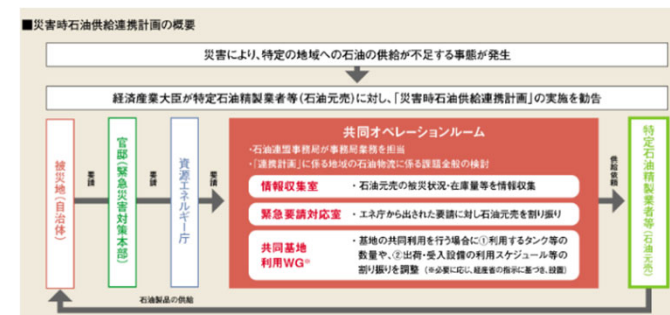 ■災害時石油供給連携計画の概要
災害により、特定の地域への石油の供給が不足する事態が発生
経済産業大臣が特定石油精製業者等(石油元売)に対し、「災害時石油供給連携計画」の実施を勧告
被災地(自治体)
要請
官邸(緊急災害対策本部)
要請
資源エネルギー庁
要請
共同オペレーションルーム
・石油連盟事務局が事務局業務を担当
・「連携計画」に係る地域の石油物流に係る課題全般の検討
情報収集室
・石油元売の被災状況・在庫量等を情報収集
緊急要請対応室
・エネ庁から出された要請に対し石油元売を割り振り
共同基地
利用WG※
・基地の共同利用を行う場合に①利用するタンク等の
数量や、②出荷・受入設備の利用スケジュール等の
割り振りを調整 (※必要に応じ、経産省の指示に基づき、設置)
供給依頼
特定石油精製業者等(石油元売)
石油製品の供給